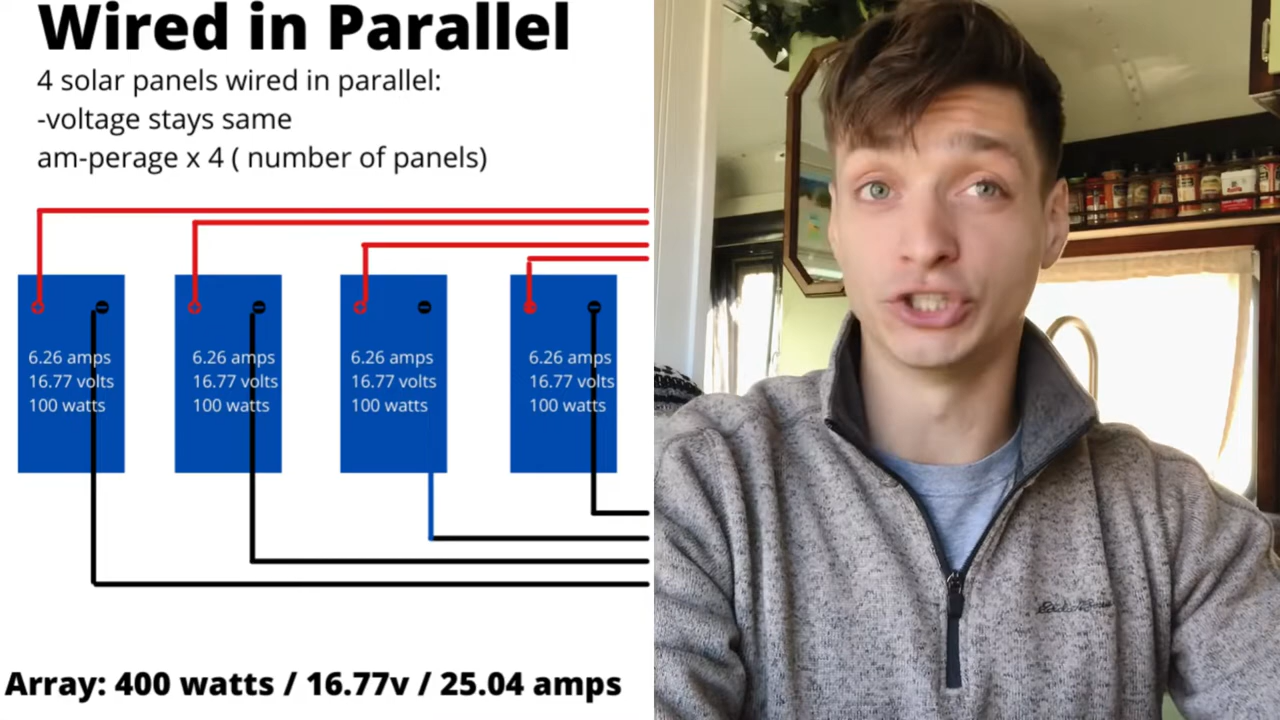 Wired in Parallel
4 solar panels wired in parallel:
-voltage stays same
am-perage x 4 ( number of panels)
6.26 amps
16.77 volts
100 watts
6.26 amps
16.77 volts
100 watts
6.26 amps
16.77 volts
100 watts
6.26 amps
16.77 volts
100 watts
Array: 400 watts / 16.77v / 25.04 amps